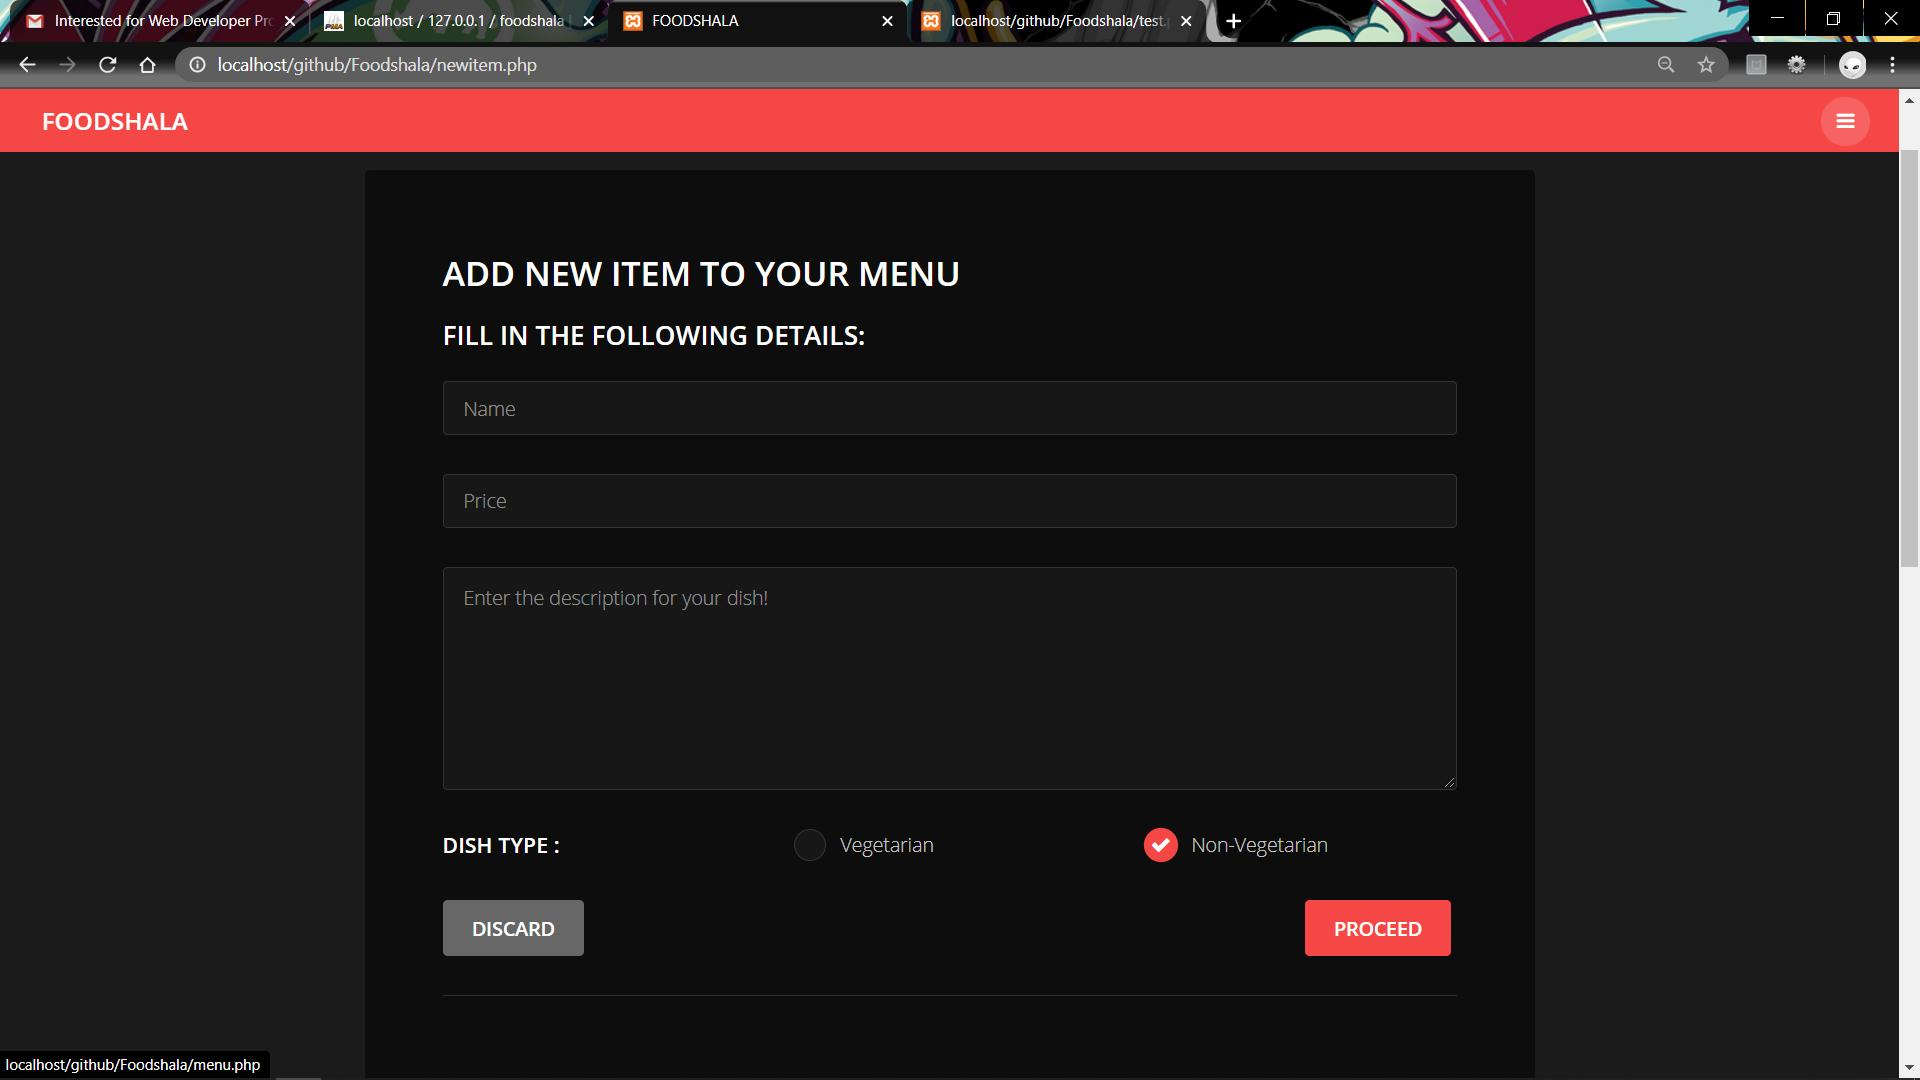 Interested for Web Developer Pr
localhost / 127.0.0.1 / foodshala
FOODSHALA
localhost/github/Foodshala/test.
localhost/github/Foodshala/newitem.php
FOODSHALA
ADD NEW ITEM TO YOUR MENU
FILL IN THE FOLLOWING DETAILS:
Name
Price
Enter the description for your dish!
DISH TYPE :
Vegetarian
Non-Vegetarian
DISCARD
PROCEED
localhost/github/Foodshala/menu.php